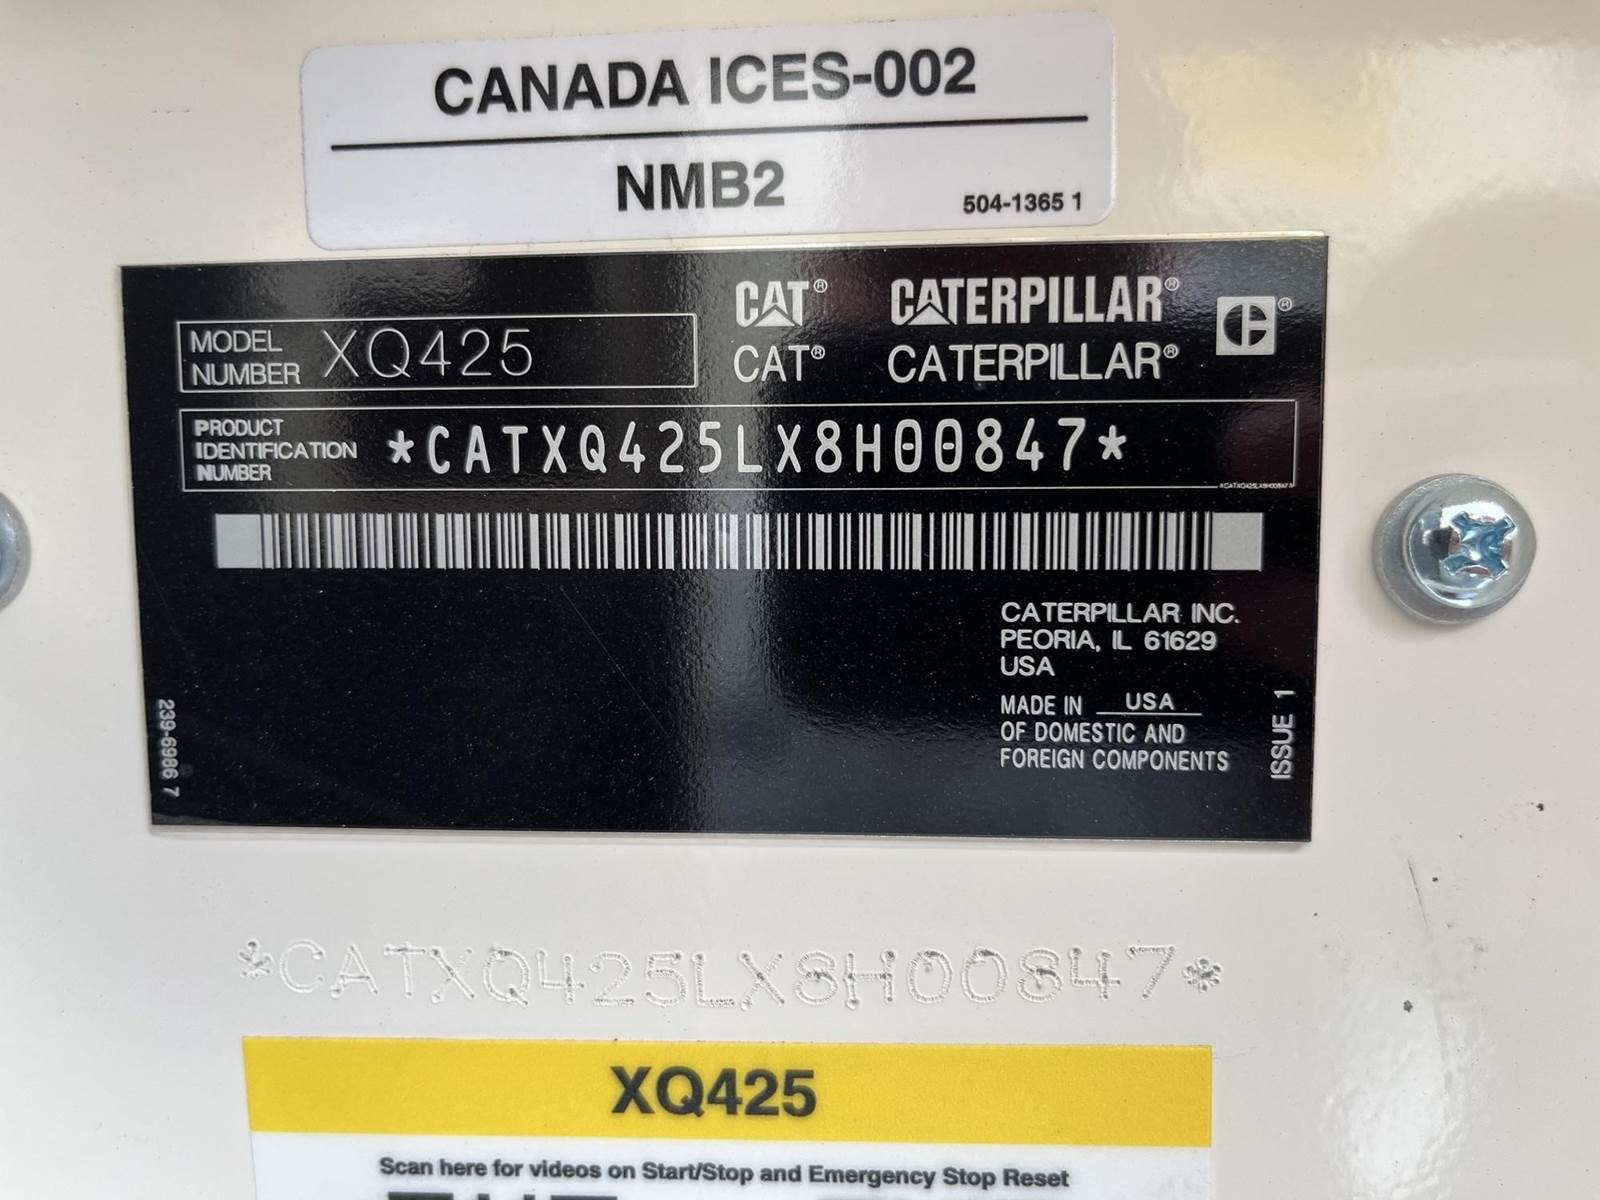 CANADA ICES-002
NMB2
504-1365 1
CAT® CATERPILLAR®
CAT® CATERPILLAR®
MODEL NUMBER XQ425
PRODUCT IDENTIFICATION NUMBER *CATXQ425LX8H00847*
*CATXQ425LX8H00847*
CATERPILLAR INC.
PEORIA, IL 61629
USA
MADE IN USA
OF DOMESTIC AND
FOREIGN COMPONENTS
ISSUE 1
239-6986 7
*CATXQ425LX8H00847*
XQ425
Scan here for videos on Start/Stop and Emergency Stop Reset